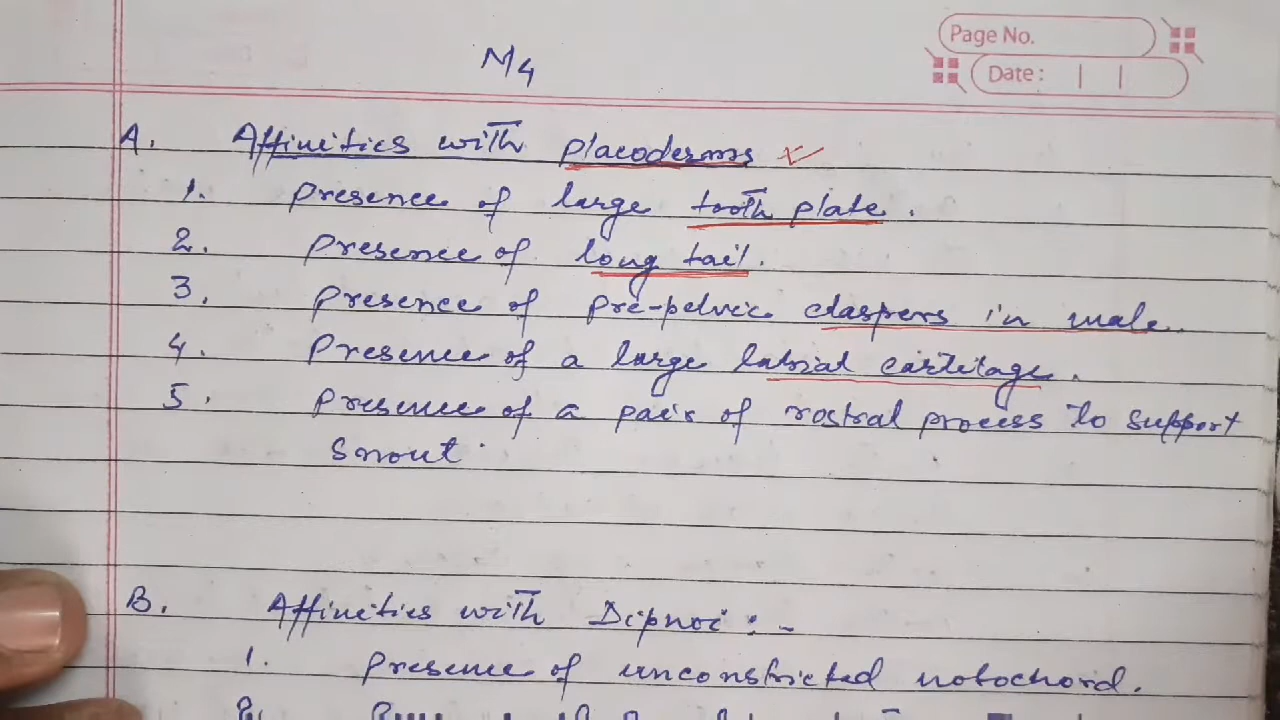 Page No.
Date : | |
M4
A. Affinities with placoderms
1. Presence of large tooth plate.
2. Presence of long tail.
3. Presence of pre-pelvic claspers in male.
4. Presence of a large labial cartilage.
5. Presence of a pair of rostral process to support
snout.
B. Affinities with Dipnoi :-
1. Presence of unconstricted notochord.
2.